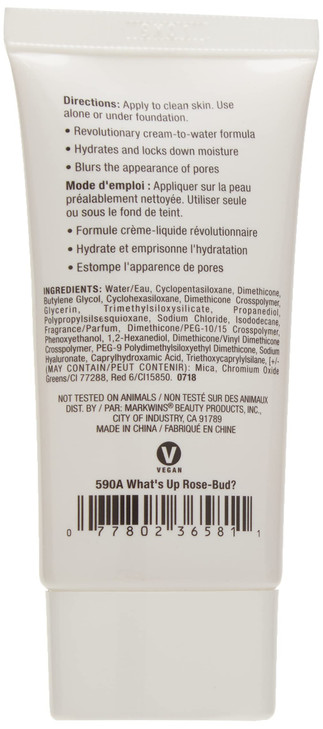 Directions: Apply to clean skin. Use
alone or under foundation.
• Revolutionary cream-to-water formula
• Hydrates and locks down moisture
• Blurs the appearance of pores
Mode d'emploi : Appliquer sur la peau
préalablement nettoyée. Utiliser seule
ou sous le fond de teint.
• Formule crème-liquide révolutionnaire
• Hydrate et emprisonne l'hydratation
• Estompe l'apparence de pores
INGREDIENTS: Water/Eau, Cyclopentasiloxane, Dimethicone,
Butylene Glycol, Cyclohexasiloxane, Dimethicone Crosspolymer,
Glycerin, Trimethylsiloxysilicate, Propanediol,
Polypropylsilsesquioxane, Sodium Chloride, Isododecane,
Fragrance/Parfum, Dimethicone/PEG-10/15 Crosspolymer,
Phenoxyethanol, 1,2-Hexanediol, Dimethicone/Vinyl Dimethicone
Crosspolymer, PEG-9 Polydimethylsiloxyethyl Dimethicone, Sodium
Hyaluronate, Caprylhydroxamic Acid, Triethoxycaprylylsilane, [+/-
(MAY CONTAIN/PEUT CONTENIR): Mica, Chromium Oxide
Greens/CI 77288, Red 6/CI15850. 0718
NOT TESTED ON ANIMALS / NON TESTÉ SUR DES ANIMAUX
DIST. BY / PAR: MARKWINS® BEAUTY PRODUCTS, INC.,
CITY OF INDUSTRY, CA 91789
MADE IN CHINA / FABRIQUÉ EN CHINE
V
VEGAN
590A What's Up Rose-Bud?
0 77802 36581 1